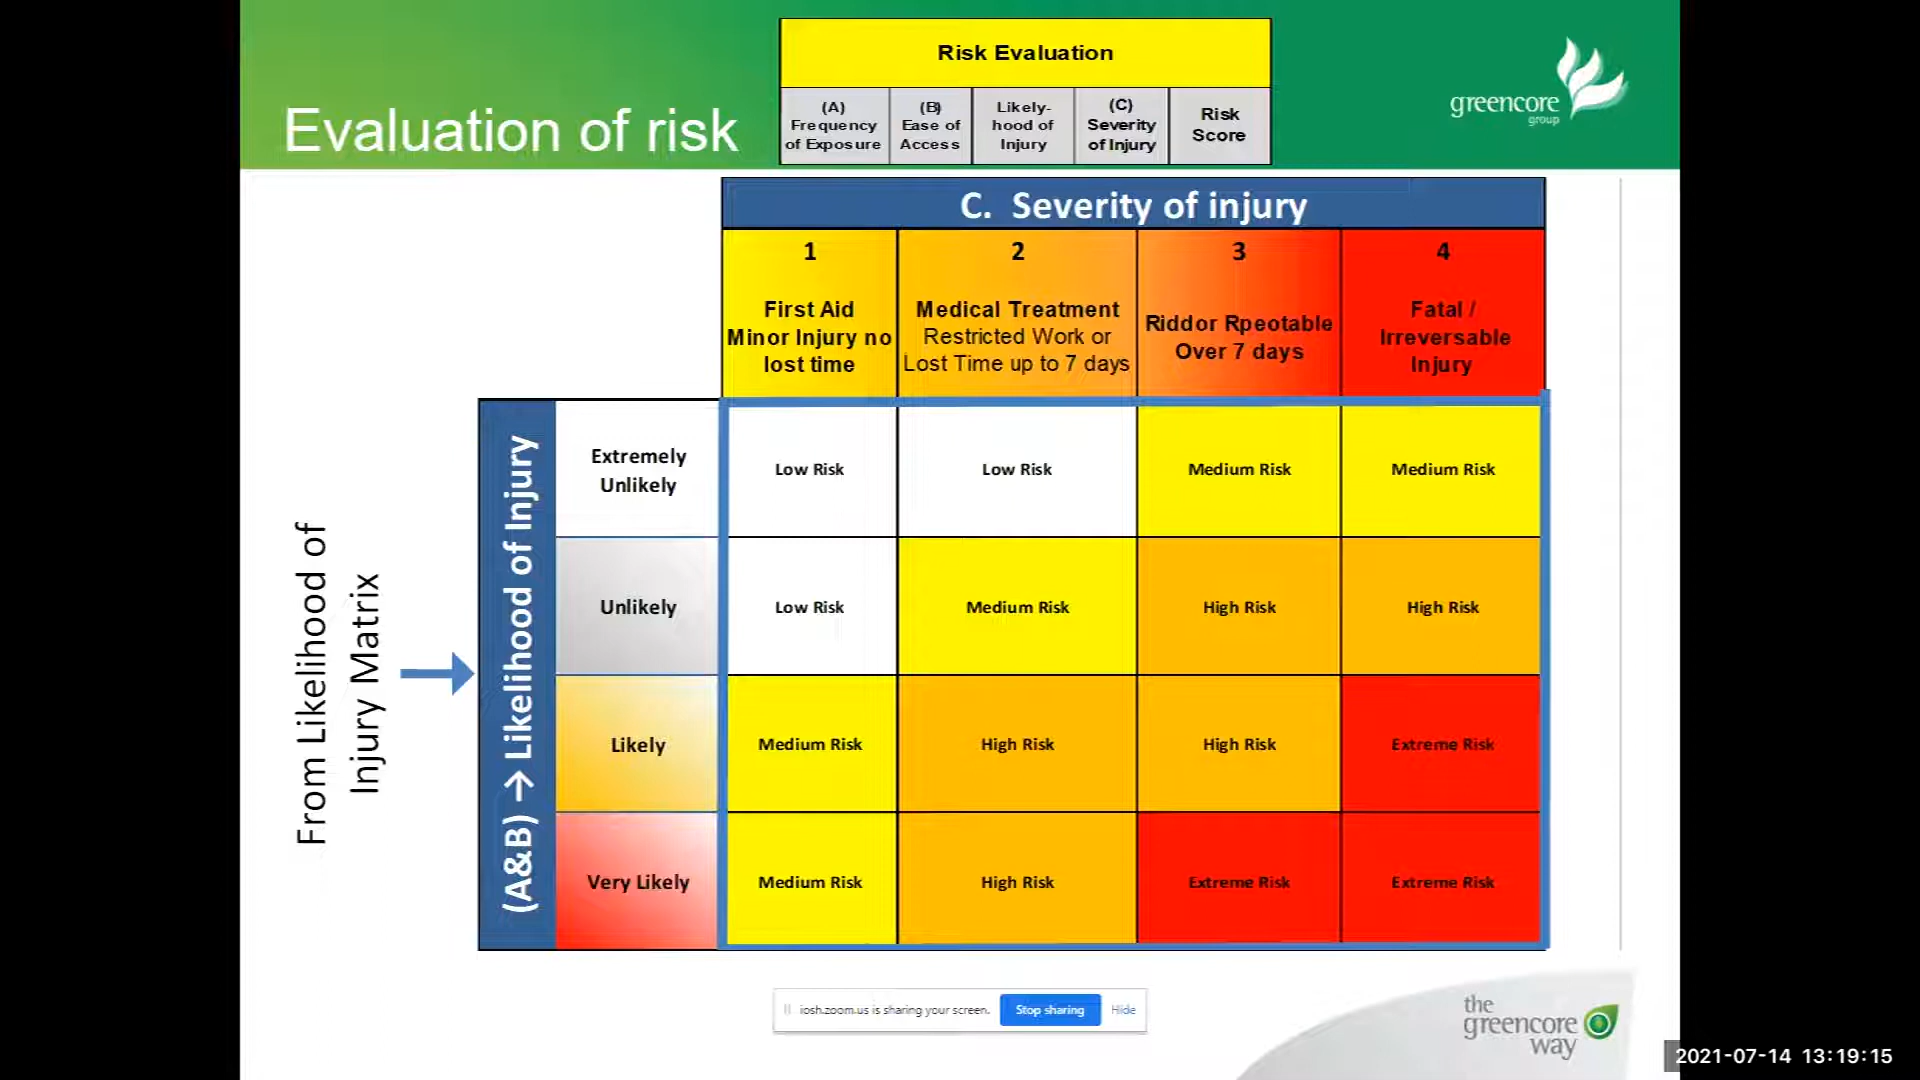 Evaluation of risk
Risk Evaluation
(A)
Frequency
of Exposure
(B)
Ease of
Access
Likely-
hood of
Injury
(C)
Severity
of Injury
Risk
Score
greencore
group
C. Severity of injury
1
First Aid
Minor Injury no
lost time
2
Medical Treatment
Restricted Work or
Lost Time up to 7 days
3
Riddor Rpeotable
Over 7 days
4
Fatal /
Irreversable
Injury
From Likelihood of
Injury Matrix
(A&B) → Likelihood of Injury
Extremely
Unlikely
Low Risk
Low Risk
Medium Risk
Medium Risk
Unlikely
Low Risk
Medium Risk
High Risk
High Risk
Likely
Medium Risk
High Risk
High Risk
Extreme Risk
Very Likely
Medium Risk
High Risk
Extreme Risk
Extreme Risk
iosh.zoom.us is sharing your screen.
Stop sharing
Hide
the
greencore
way
2021-07-14 13:19:15